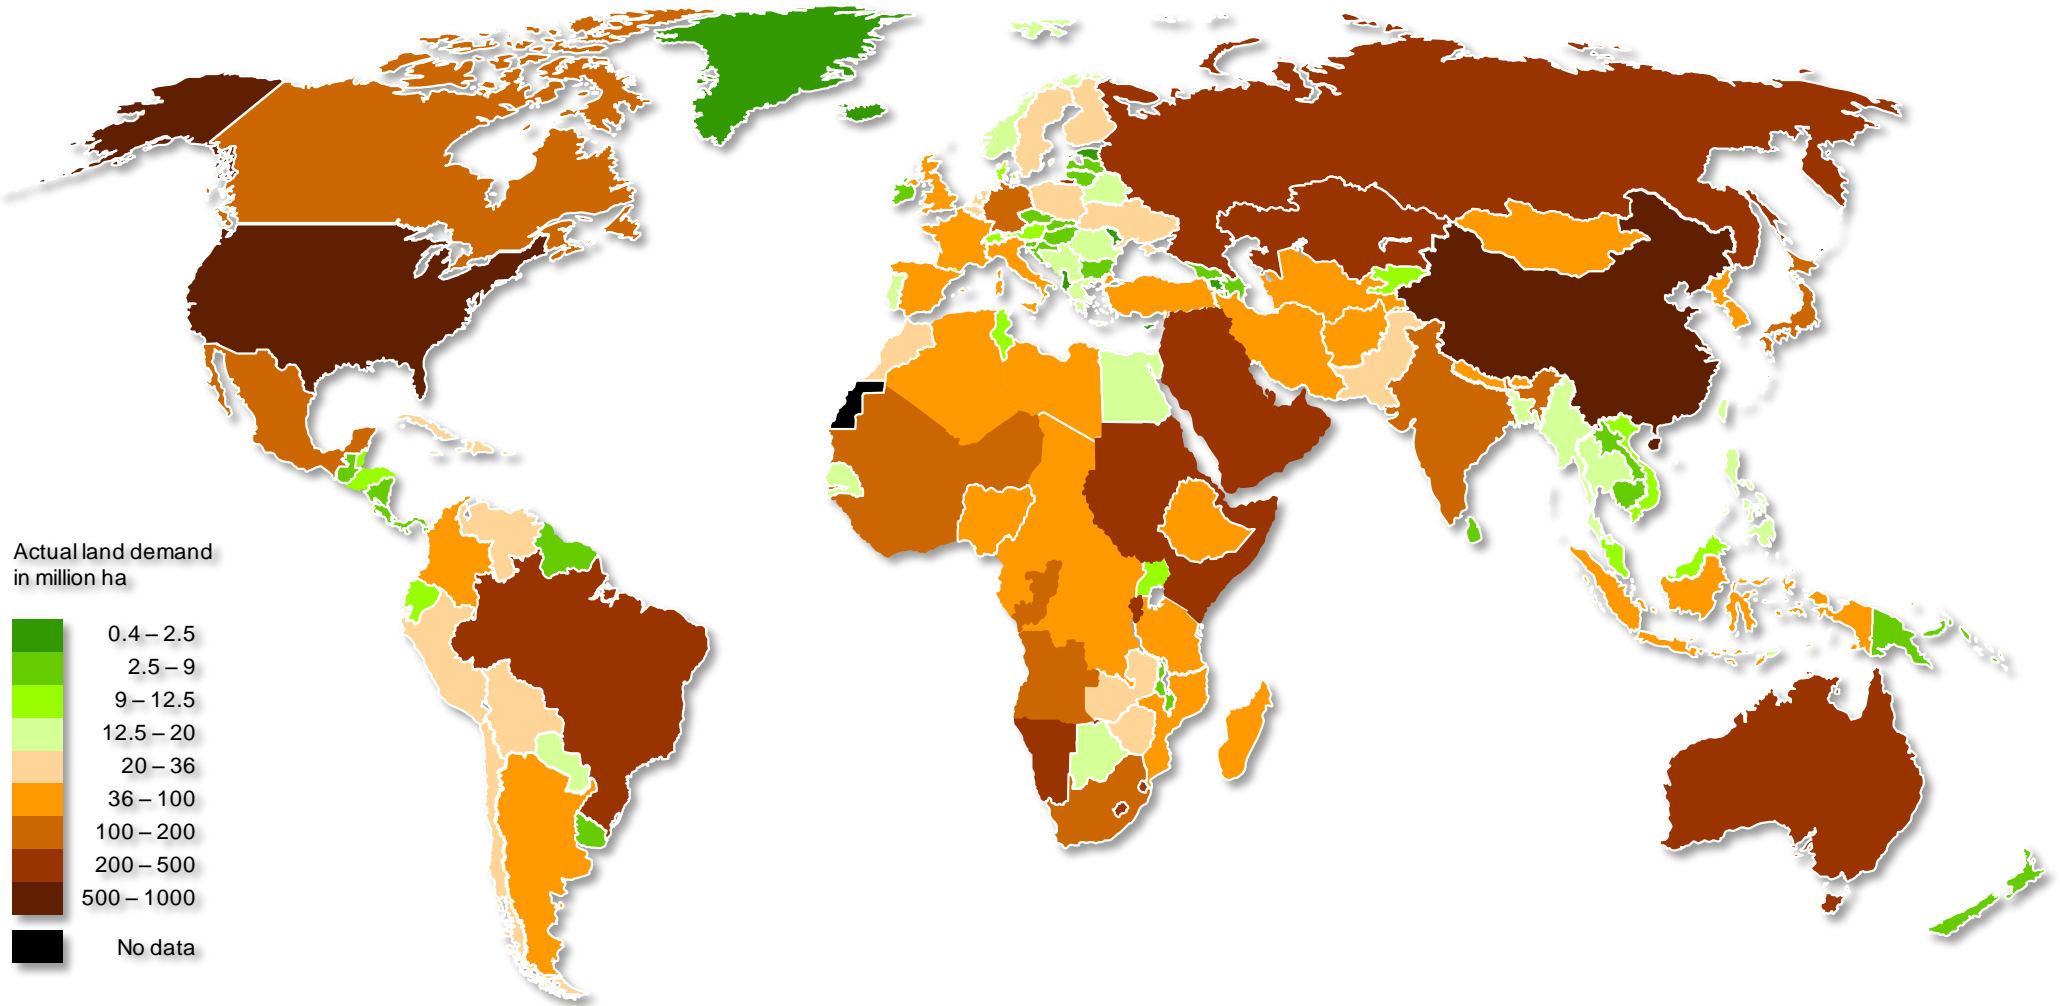 Actual land demand
in million ha
0.4 – 2.5
2.5 – 9
9 – 12.5
12.5 – 20
20 – 36
36 – 100
100 – 200
200 – 500
500 – 1000
No data